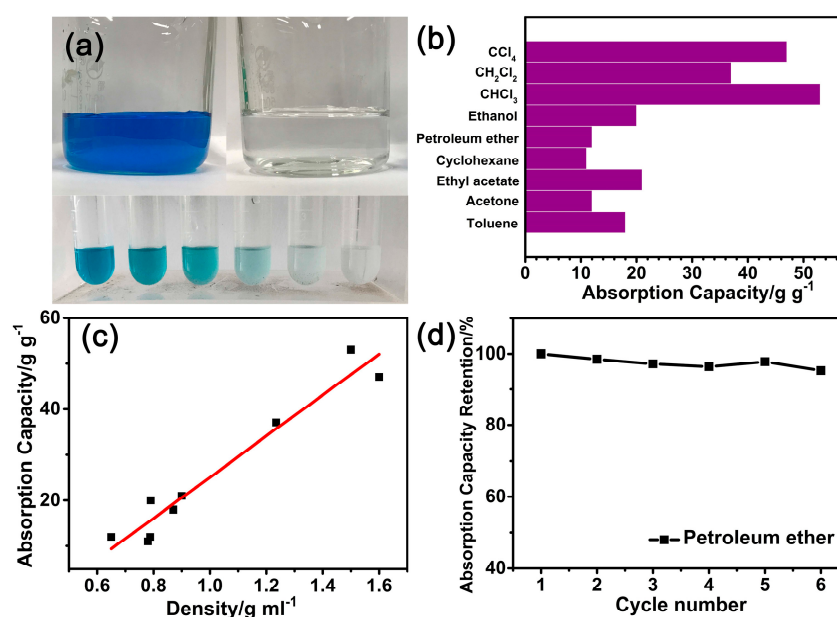 (a)
(b)
CCl4
CH2Cl2
CHCl3
Ethanol
Petroleum ether
Cyclohexane
Ethyl acetate
Acetone
Toluene
0 10 20 30 40 50
Absorption Capacity/g g-1
(c)
60
40
20
Absorption Capacity/g g-1
0.6 0.8 1.0 1.2 1.4 1.6
Density/g ml-1
(d)
100
80
60
40
Absorption Capacity Retention/%
Petroleum ether
1 2 3 4 5 6
Cycle number